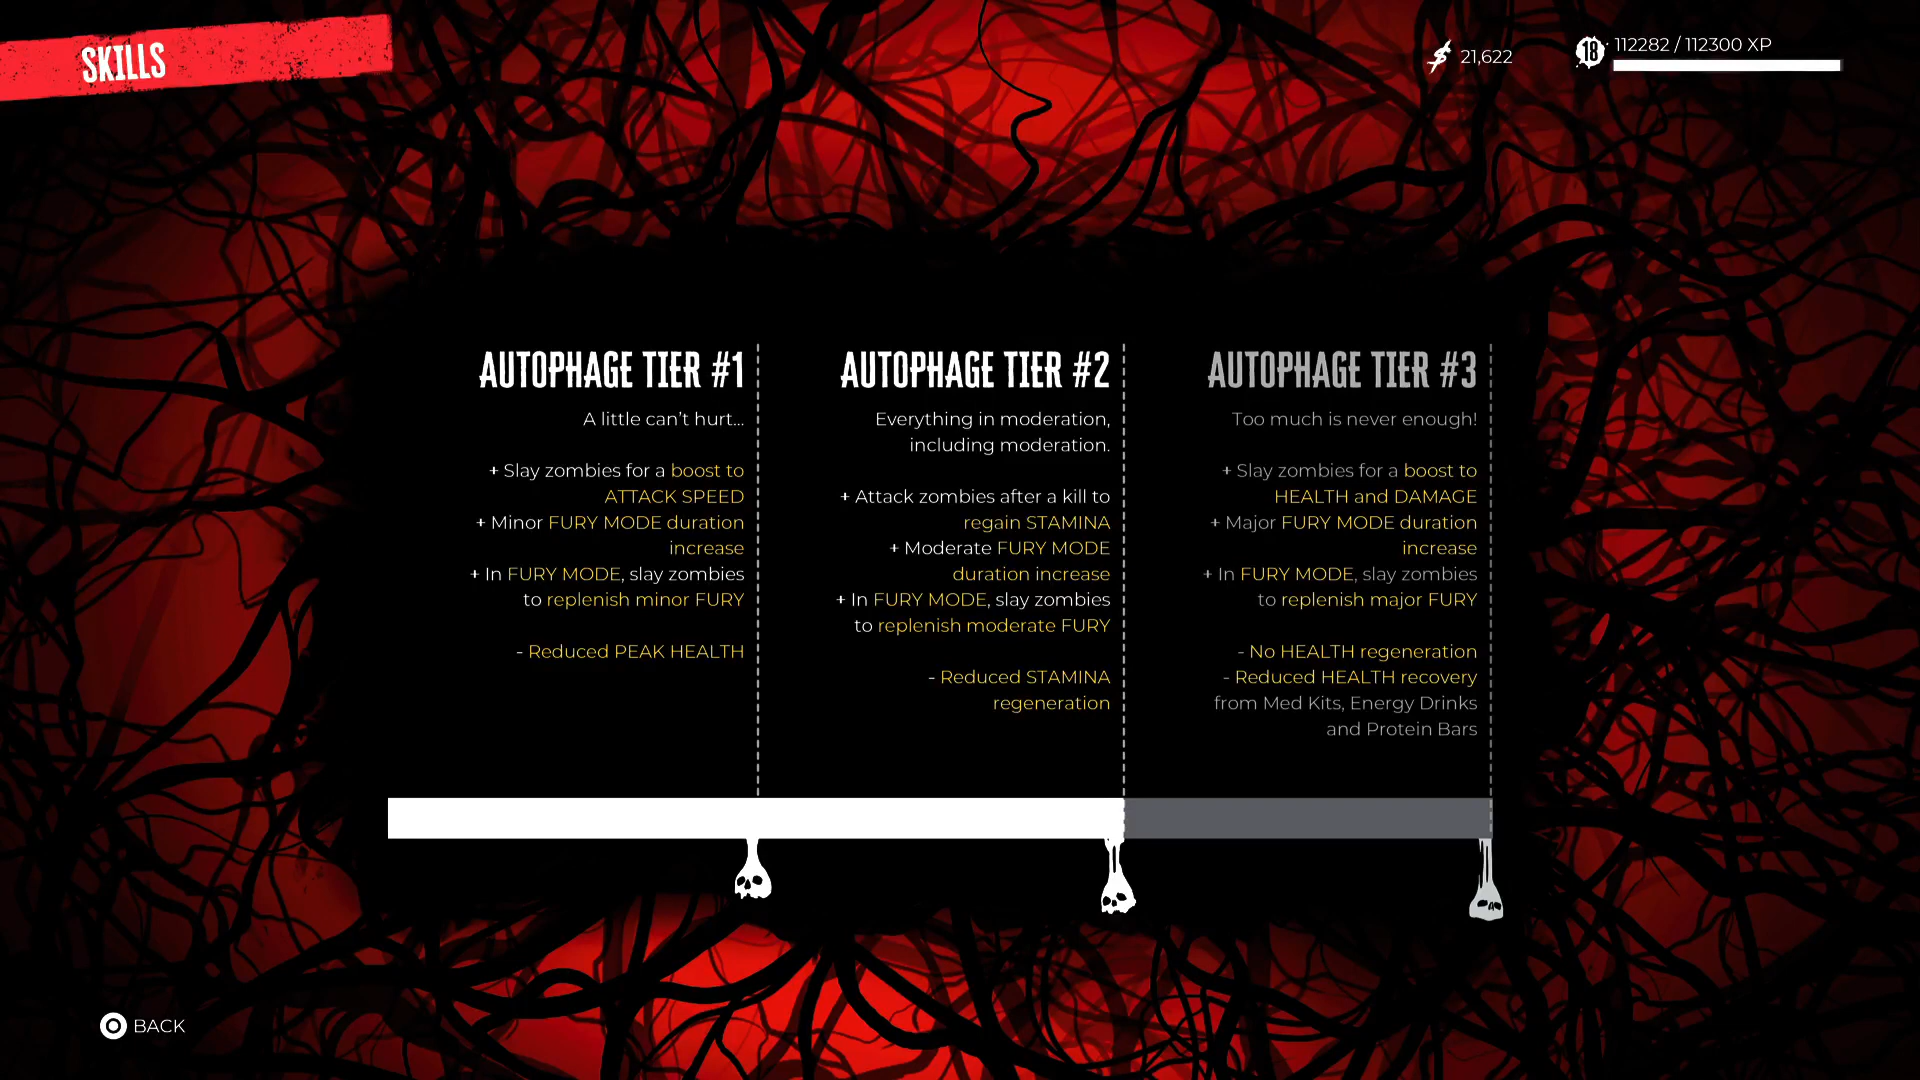 SKILLS
21,622
18
112282 / 112300 XP
AUTOPHAGE TIER #1
A little can't hurt...
+ Slay zombies for a boost to
ATTACK SPEED
+ Minor FURY MODE duration
increase
+ In FURY MODE, slay zombies
to replenish minor FURY
- Reduced PEAK HEALTH
AUTOPHAGE TIER #2
Everything in moderation,
including moderation.
+ Attack zombies after a kill to
regain STAMINA
+ Moderate FURY MODE
duration increase
+ In FURY MODE, slay zombies
to replenish moderate FURY
- Reduced STAMINA
regeneration
AUTOPHAGE TIER #3
Too much is never enough!
+ Slay zombies for a boost to
HEALTH and DAMAGE
+ Major FURY MODE duration
increase
+ In FURY MODE, slay zombies
to replenish major FURY
- No HEALTH regeneration
- Reduced HEALTH recovery
from Med Kits, Energy Drinks
and Protein Bars
BACK